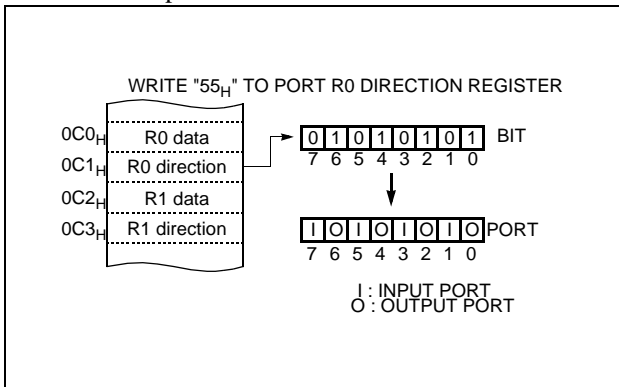 WRITE "55H" TO PORT R0 DIRECTION REGISTER
0C0H R0 data
0C1H R0 direction
0C2H R1 data
0C3H R1 direction
0 1 0 1 0 1 0 1 BIT
7 6 5 4 3 2 1 0
I O I O I O I O PORT
7 6 5 4 3 2 1 0
I : INPUT PORT
O : OUTPUT PORT